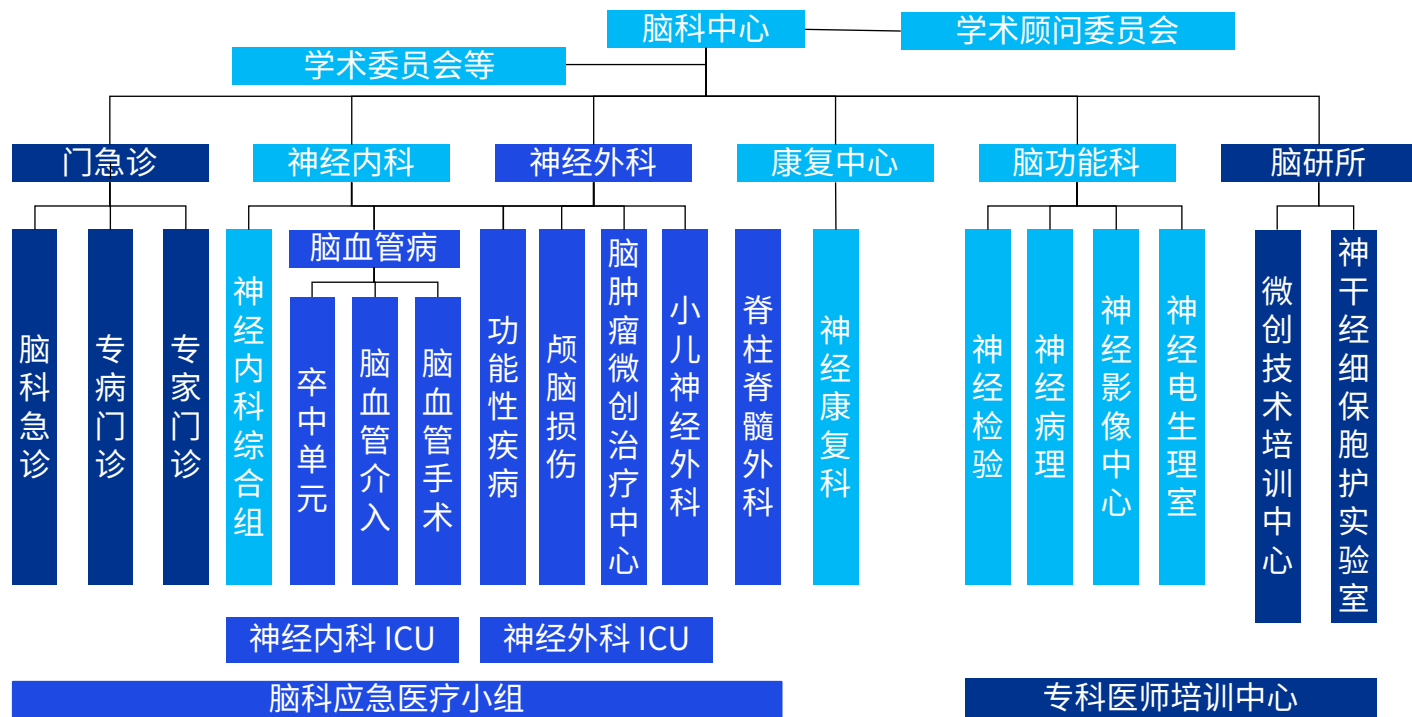 脑科中心
学术顾问委员会
学术委员会等
门急诊
神经内科
神经外科
康复中心
脑功能科
脑研所
脑科急诊
专病门诊
专家门诊
神经内科综合组
脑血管病
卒中单元
脑血管介入
脑血管手术
功能性疾病
颅脑损伤
脑肿瘤微创治疗中心
小儿神经外科
脊柱脊髓外科
神经康复科
神经检验
神经病理
神经影像中心
神经电生理室
微创技术培训中心
神干经细保胞护实验室
神经内科 ICU
神经外科 ICU
脑科应急医疗小组
专科医师培训中心